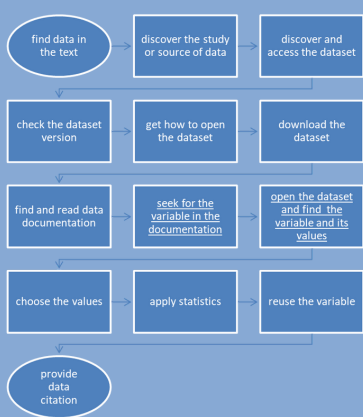 find data in
the text
discover the study
or source of data
discover and
access the dataset
check the dataset
version
get how to open
the dataset
download the
dataset
find and read data
documentation
seek for the
variable in the
documentation
open the dataset
and find the
variable and its
values
choose the values
apply statistics
reuse the variable
provide
data
citation